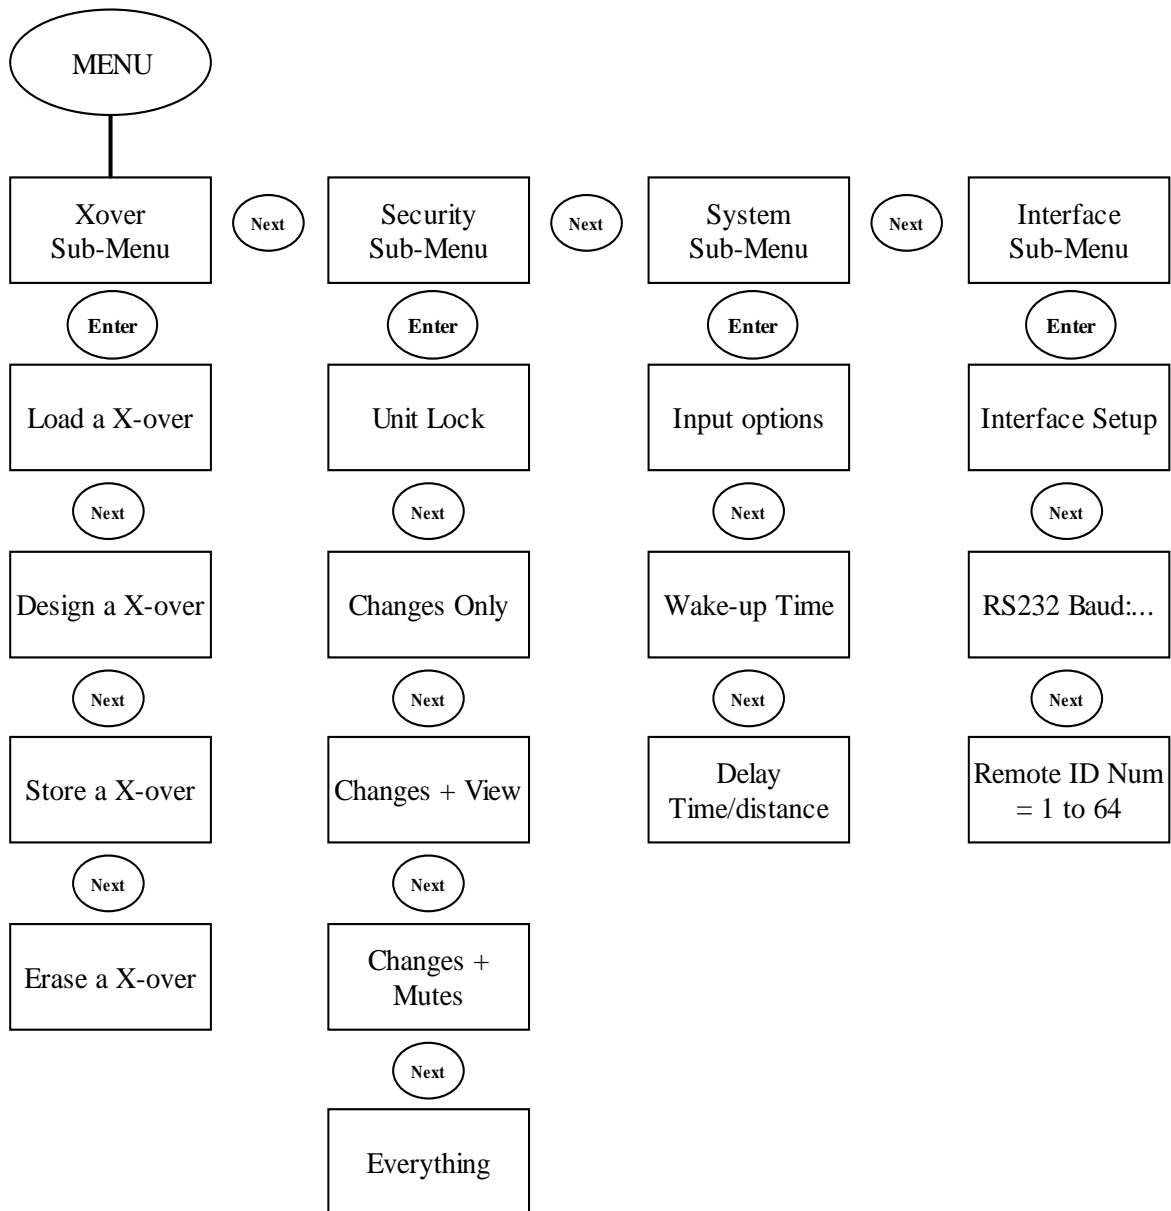 MENU
Xover
Sub-Menu
Next
Security
Sub-Menu
Next
System
Sub-Menu
Next
Interface
Sub-Menu
Enter
Enter
Enter
Enter
Load a X-over
Unit Lock
Input options
Interface Setup
Next
Next
Next
Next
Design a X-over
Changes Only
Wake-up Time
RS232 Baud:...
Next
Next
Next
Next
Store a X-over
Changes + View
Delay
Time/distance
Remote ID Num
= 1 to 64
Next
Next
Erase a X-over
Changes +
Mutes
Next
Everything